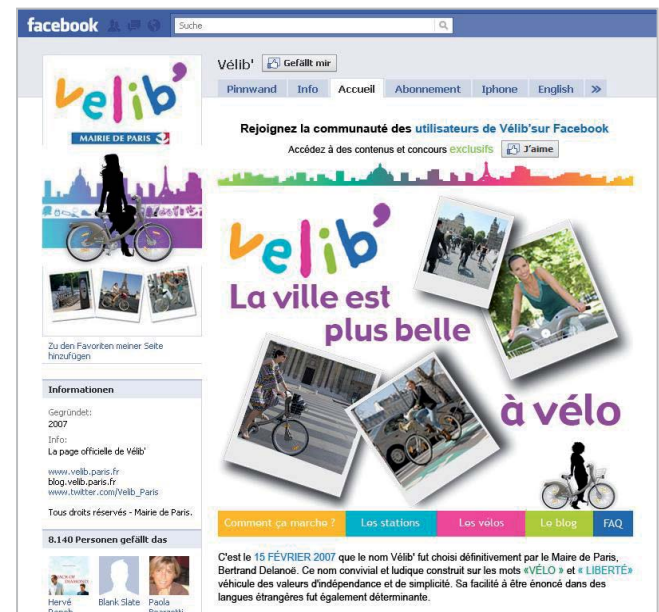 facebook
Suche
Velib'
MAIRIE DE PARIS
Zu den Favoriten meiner Seite
hinzufügen
Informationen
Gegründet:
2007
Info:
La page officielle de Vélib'
www.velib.paris.fr
blog.velib.paris.fr
www.twitter.com/Velib_Paris
Tous droits réservés - Mairie de Paris.
8.140 Personen gefällt das
Hervé
Blank Slate
Paola
Vélib'
Gefällt mir
Pinnwand Info Accueil Abonnement Iphone English »
Rejoignez la communauté des utilisateurs de Vélib'sur Facebook
Accèdez à des contenus et concours exclusifs J'aime
velib'
La ville est
plus belle
à vélo
Comment ça marche ? Les stations Les vélos Le blog FAQ
C'est le 15 FÉVRIER 2007 que le nom Vélib' fut choisi définitivement par le Maire de Paris,
Bertrand Delanoë. Ce nom convivial et ludique construit sur les mots «VÉLO » et « LIBERTÉ»
véhicule des valeurs d'indépendance et de simplicité. Sa facilité à être énoncé dans des
langues étrangères fut également déterminante.